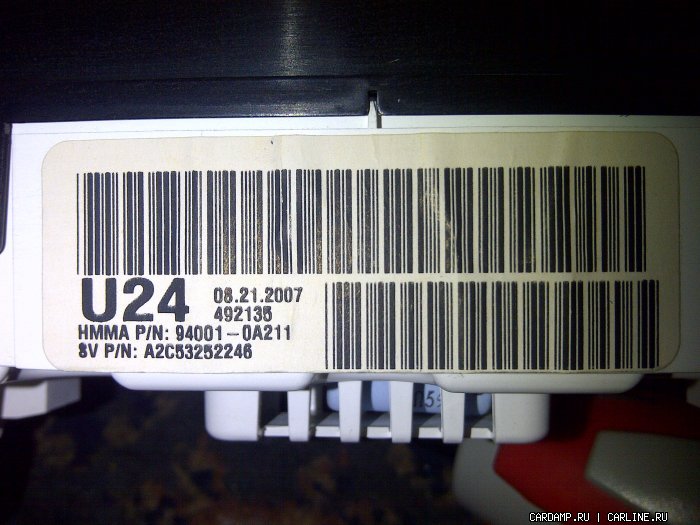 U24
08.21.2007
492135
HMMA P/N: 94001-0A211
SV P/N: A2C53252246
CARDAMP.RU | CARLINE.RU